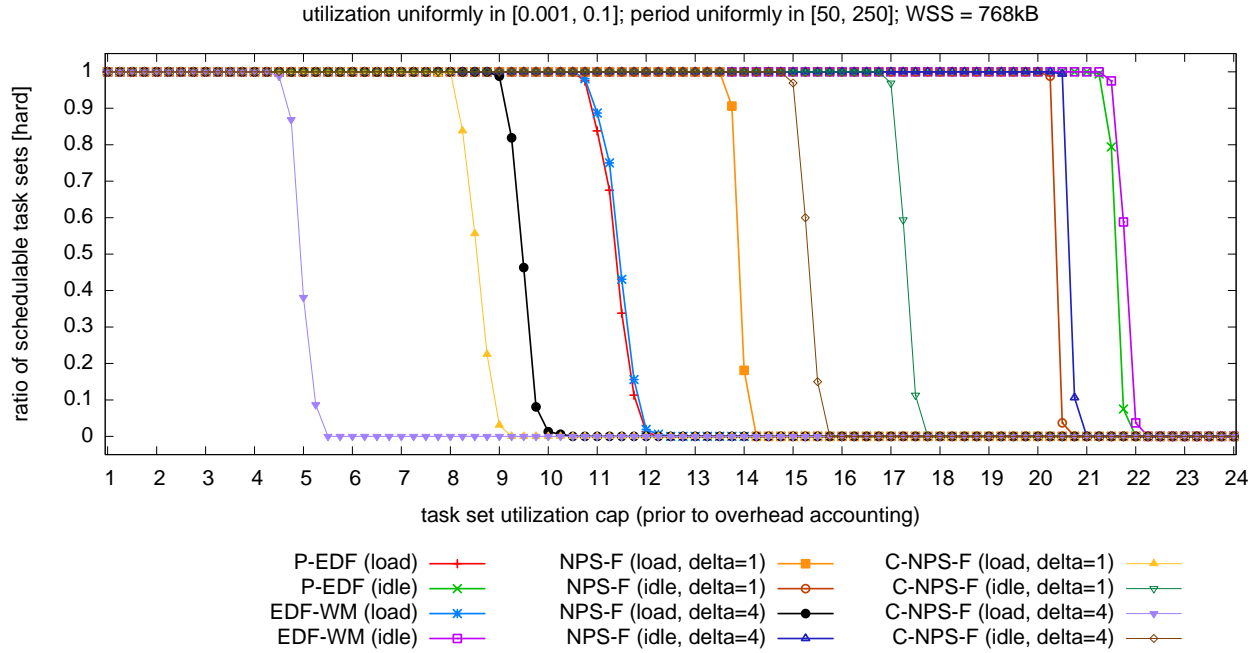 utilization uniformly in [0.001, 0.1]; period uniformly in [50, 250]; WSS = 768kB
ratio of schedulable task sets [hard]
1
0.9
0.8
0.7
0.6
0.5
0.4
0.3
0.2
0.1
0
1 2 3 4 5 6 7 8 9 10 11 12 13 14 15 16 17 18 19 20 21 22 23 24
task set utilization cap (prior to overhead accounting)
P-EDF (load) NPS-F (load, delta=1) C-NPS-F (load, delta=1)
P-EDF (idle) NPS-F (idle, delta=1) C-NPS-F (idle, delta=1)
EDF-WM (load) NPS-F (load, delta=4) C-NPS-F (load, delta=4)
EDF-WM (idle) NPS-F (idle, delta=4) C-NPS-F (idle, delta=4)